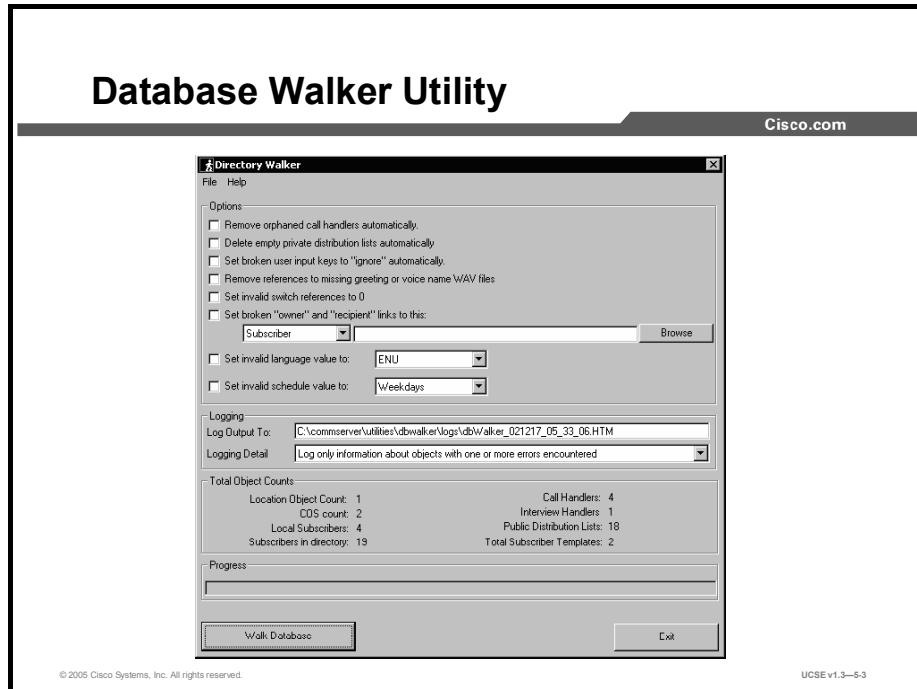 Database Walker Utility
Cisco.com
Directory Walker
File Help
Options
Remove orphaned call handlers automatically.
Delete empty private distribution lists automatically
Set broken user input keys to "ignore" automatically.
Remove references to missing greeting or voice name WAV files
Set invalid switch references to 0
Set broken "owner" and "recipient" links to this:
Subscriber Browse
Set invalid language value to: ENU
Set invalid schedule value to: Weekdays
Logging
Log Output To: C:\commserver\utilities\dbwalker\logs\dbWalker_021217_05_33_06.HTM
Logging Detail Log only information about objects with one or more errors encountered
Total Object Counts
Location Object Count: 1 Call Handlers: 4
COS count: 2 Interview Handlers 1
Local Subscribers: 4 Public Distribution Lists: 18
Subscribers in directory: 19 Total Subscriber Templates: 2
Progress
Walk Database Exit
© 2005 Cisco Systems, Inc. All rights reserved. UCSE v1.3—5-3